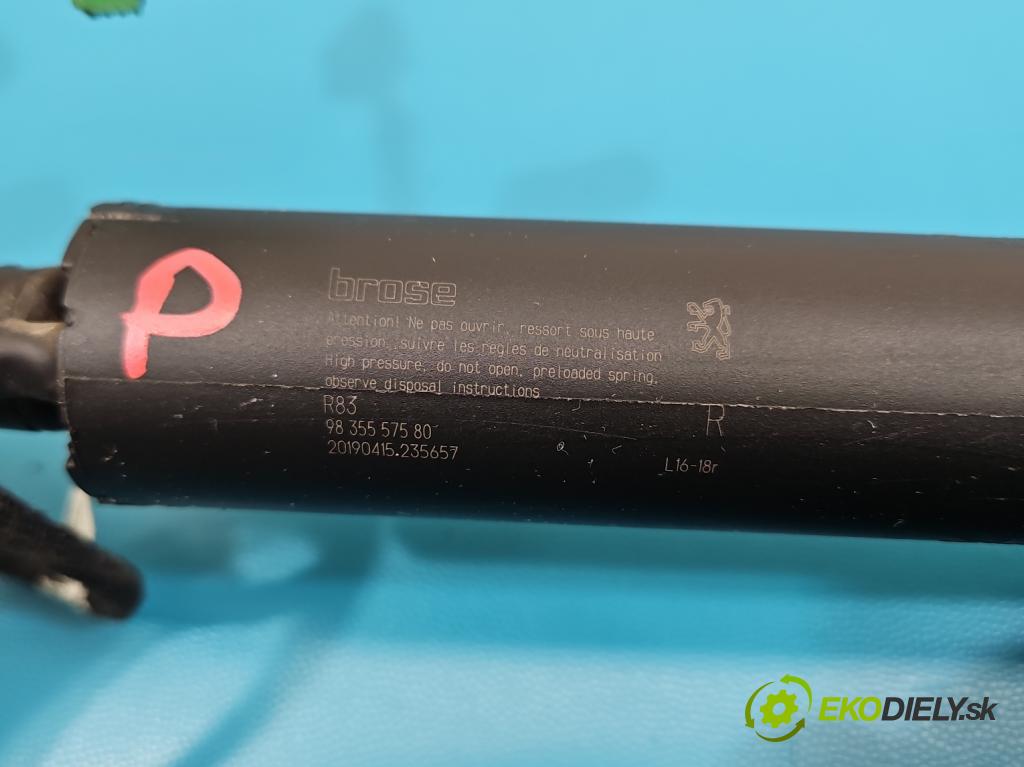 P
brose
Attention! Ne pas ouvrir, ressort sous haute
pression, suivre les regles de neutralisation
High pressure, do not open, preloaded spring,
observe disposal instructions
R83
98 355 575 80
20190415.235657
R
L16-18r
EKODIELY.sk